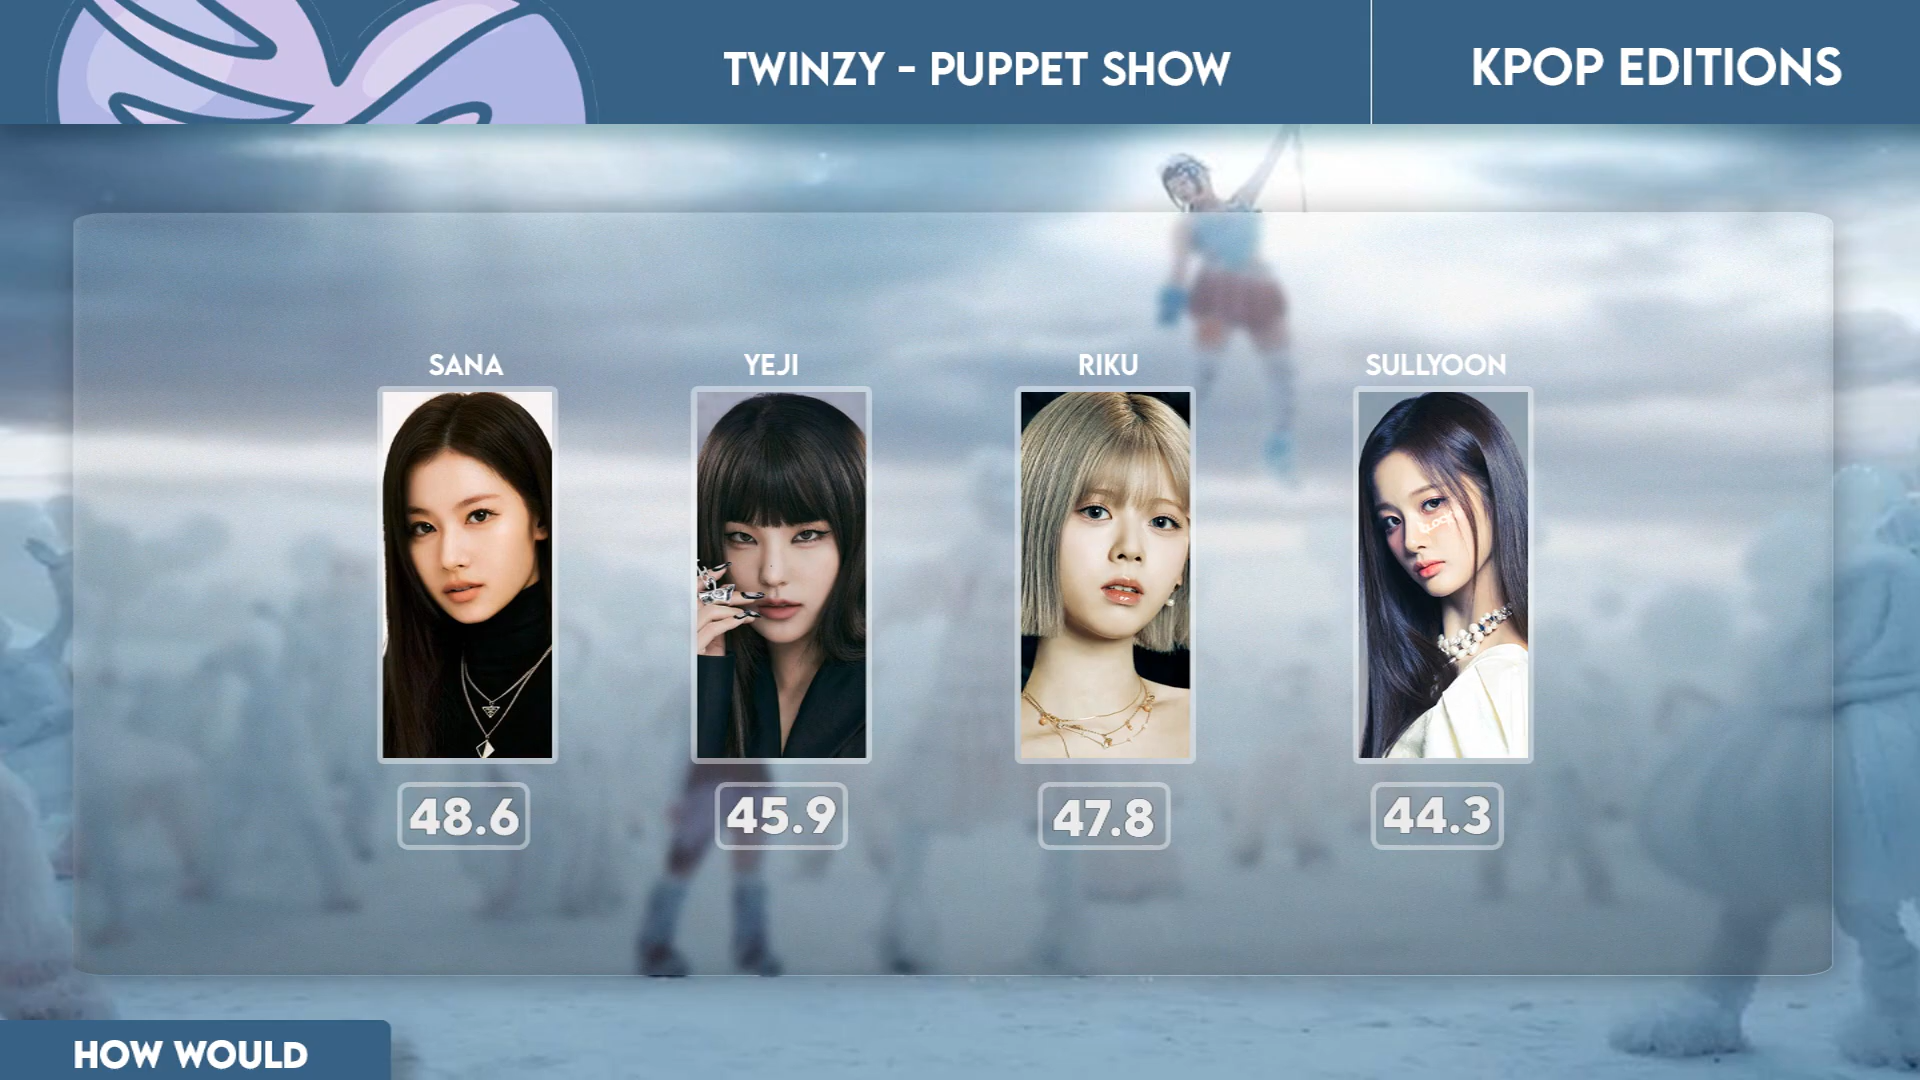 TWINZY - PUPPET SHOW
KPOP EDITIONS
SANA
YEJI
RIKU
SULLYOON
48.6
45.9
47.8
44.3
HOW WOULD